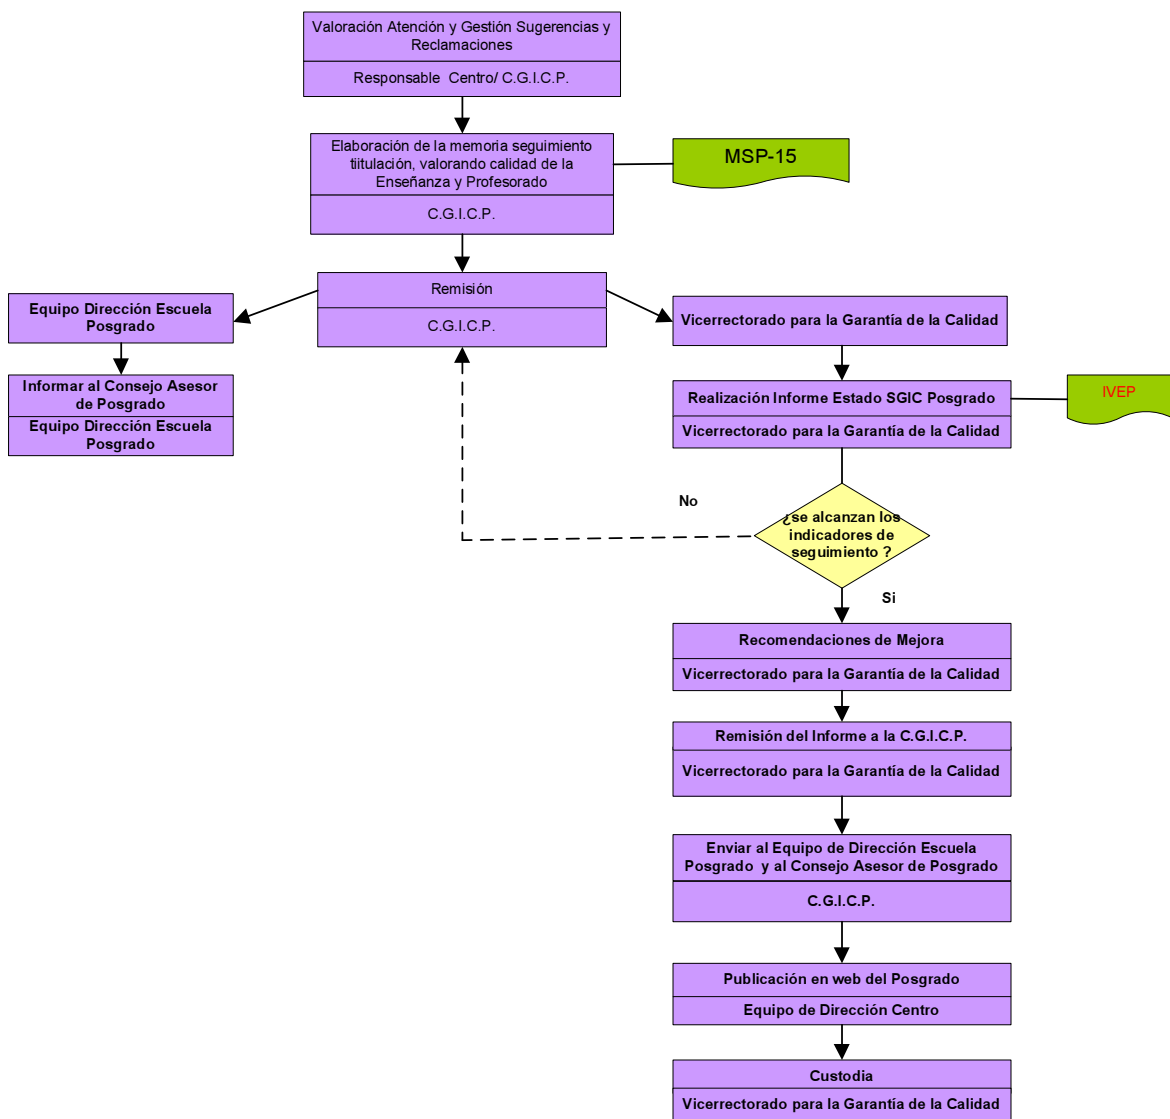 Valoración Atención y Gestión Sugerencias y
Reclamaciones
Responsable  Centro/ C.G.I.C.P.
Elaboración de la memoria seguimiento
tiitulación, valorando calidad de la
Enseñanza y Profesorado
C.G.I.C.P.
MSP-15
Remisión
C.G.I.C.P.
Equipo Dirección Escuela
Posgrado
Informar al Consejo Asesor
de Posgrado
Equipo Dirección Escuela
Posgrado
Vicerrectorado para la Garantía de la Calidad
Realización Informe Estado SGIC Posgrado
Vicerrectorado para la Garantía de la Calidad
IVEP
No
¿se alcanzan los
indicadores de
seguimiento ?
Si
Recomendaciones de Mejora
Vicerrectorado para la Garantía de la Calidad
Remisión del Informe a la C.G.I.C.P.
Vicerrectorado para la Garantía de la Calidad
Enviar al Equipo de Dirección Escuela
Posgrado  y al Consejo Asesor de Posgrado
C.G.I.C.P.
Publicación en web del Posgrado
Equipo de Dirección Centro
Custodia
Vicerrectorado para la Garantía de la Calidad